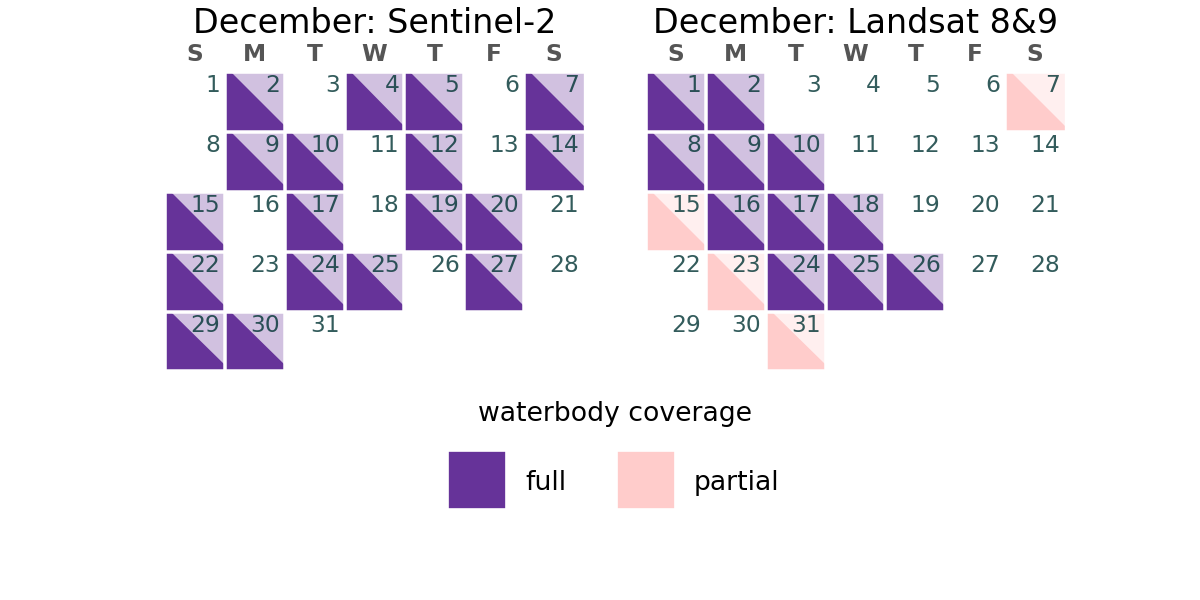 December: Sentinel-2
S M T W T F S
1 2 3 4 5 6 7
8 9 10 11 12 13 14
15 16 17 18 19 20 21
22 23 24 25 26 27 28
29 30 31
December: Landsat 8&9
S M T W T F S
1 2 3 4 5 6 7
8 9 10 11 12 13 14
15 16 17 18 19 20 21
22 23 24 25 26 27 28
29 30 31
waterbody coverage
full partial